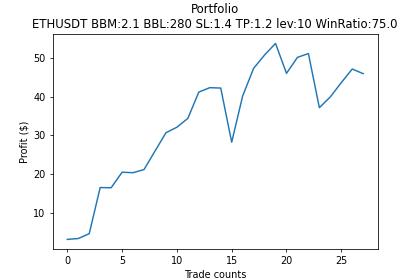 Portfolio
ETHUSDT BBM:2.1 BBL:280 SL:1.4 TP:1.2 lev:10 WinRatio:75.0
50
40
30
20
10
Profit ($)
0
5
10
15
20
25
Trade counts